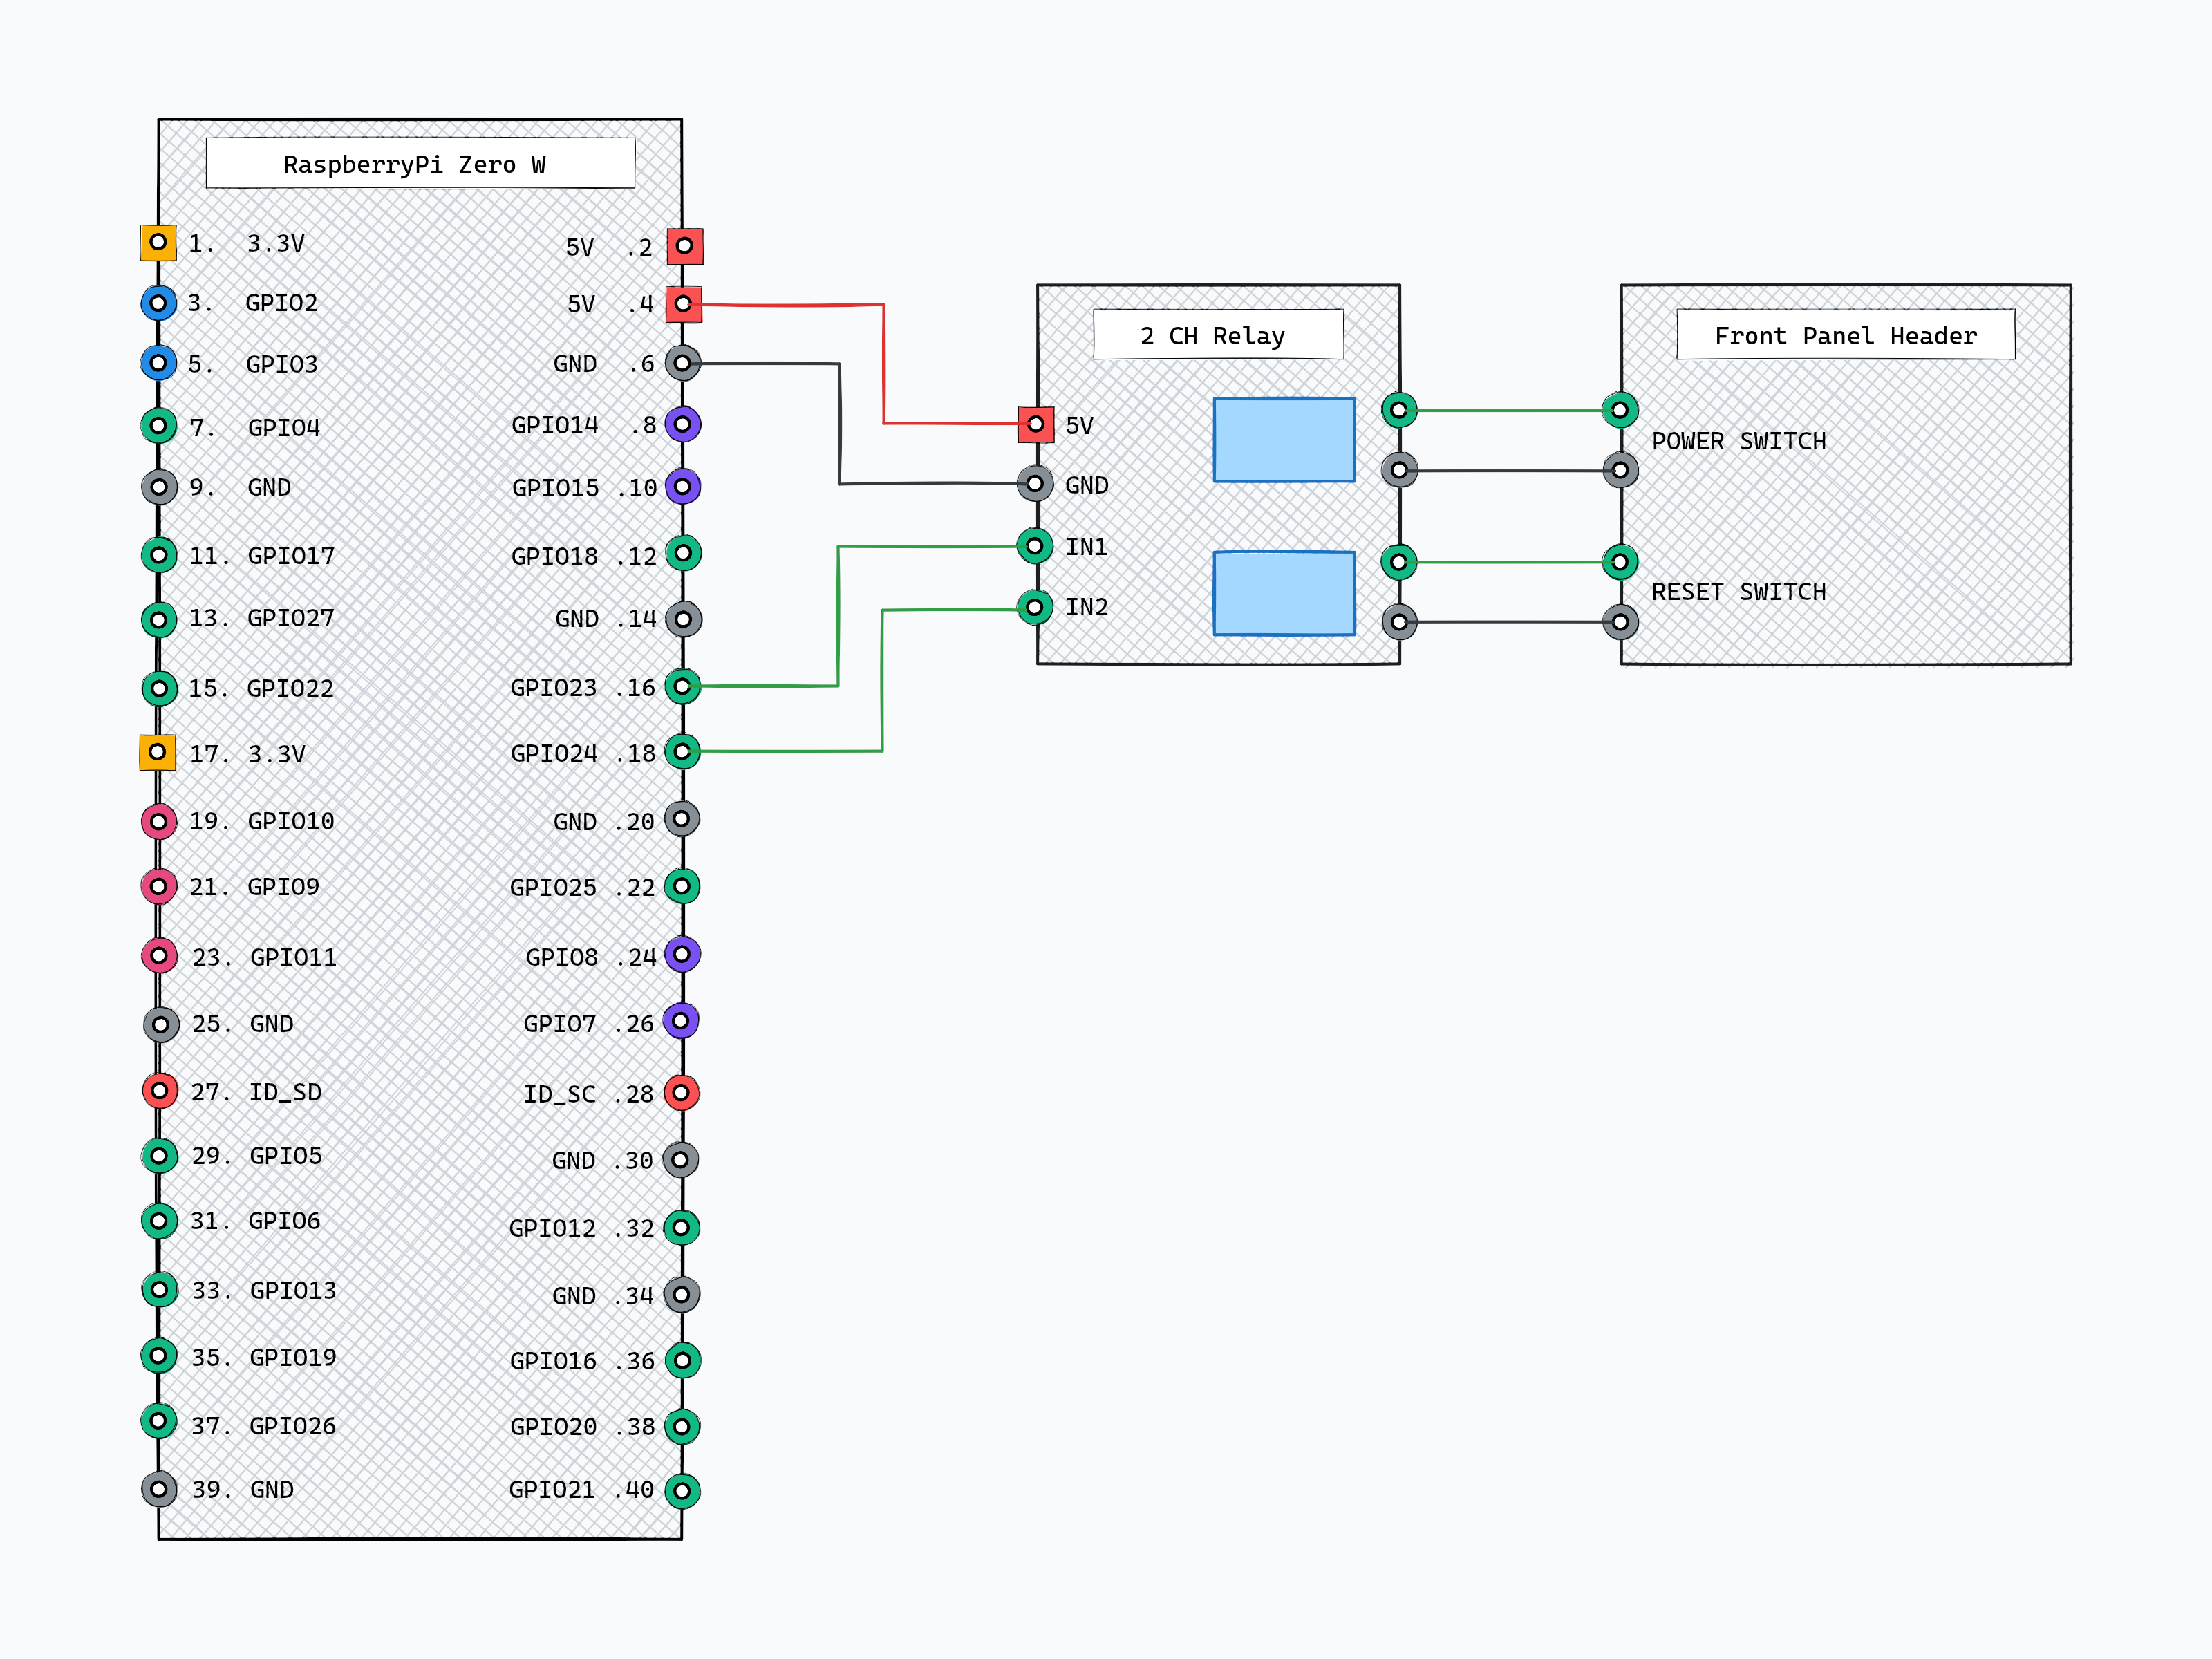 RaspberryPi Zero W
1. 3.3V 5V .2
3. GPIO2 5V .4
5. GPIO3 GND .6
7. GPIO4 GPIO14 .8
9. GND GPIO15 .10
11. GPIO17 GPIO18 .12
13. GPIO27 GND .14
15. GPIO22 GPIO23 .16
17. 3.3V GPIO24 .18
19. GPIO10 GND .20
21. GPIO9 GPIO25 .22
23. GPIO11 GPIO8 .24
25. GND GPIO7 .26
27. ID_SD ID_SC .28
29. GPIO5 GND .30
31. GPIO6 GPIO12 .32
33. GPIO13 GND .34
35. GPIO19 GPIO16 .36
37. GPIO26 GPIO20 .38
39. GND GPIO21 .40
2 CH Relay
5V
GND
IN1
IN2
Front Panel Header
POWER SWITCH
RESET SWITCH